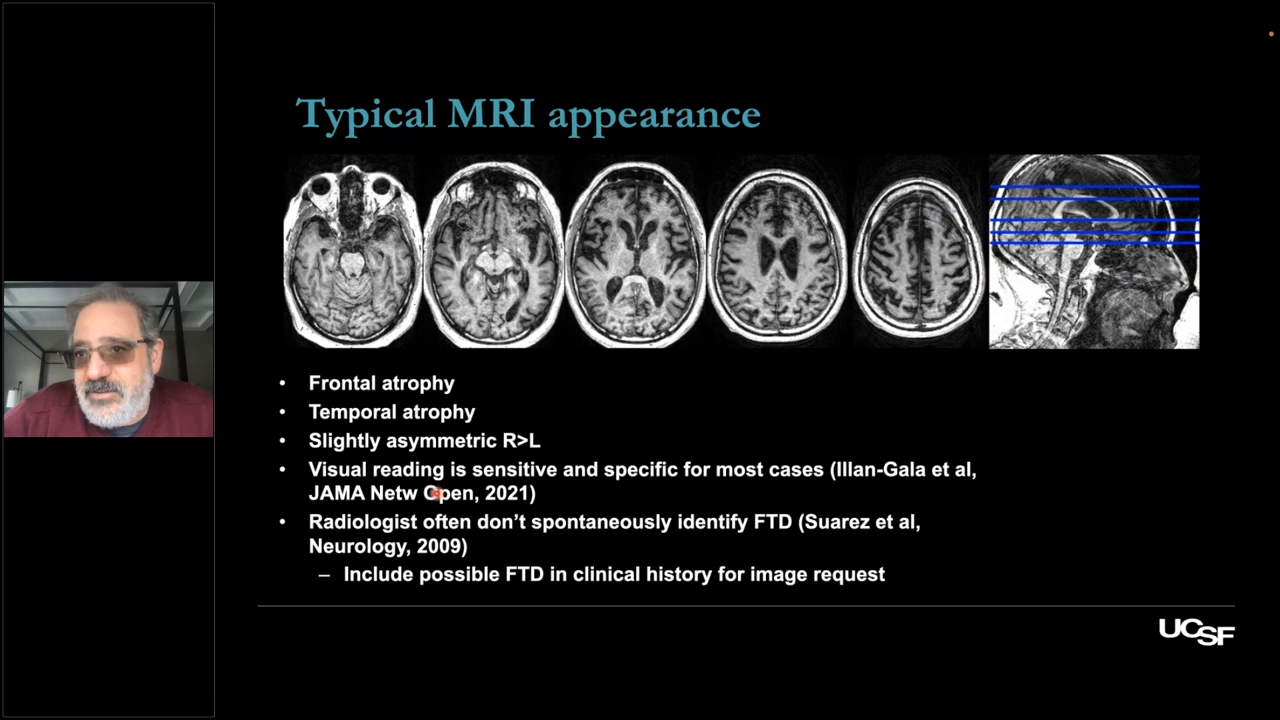 Typical MRI appearance
• Frontal atrophy
• Temporal atrophy
• Slightly asymmetric R>L
• Visual reading is sensitive and specific for most cases (Illan-Gala et al,
JAMA Netw Open, 2021)
• Radiologist often don’t spontaneously identify FTD (Suarez et al,
Neurology, 2009)
– Include possible FTD in clinical history for image request
UCSF